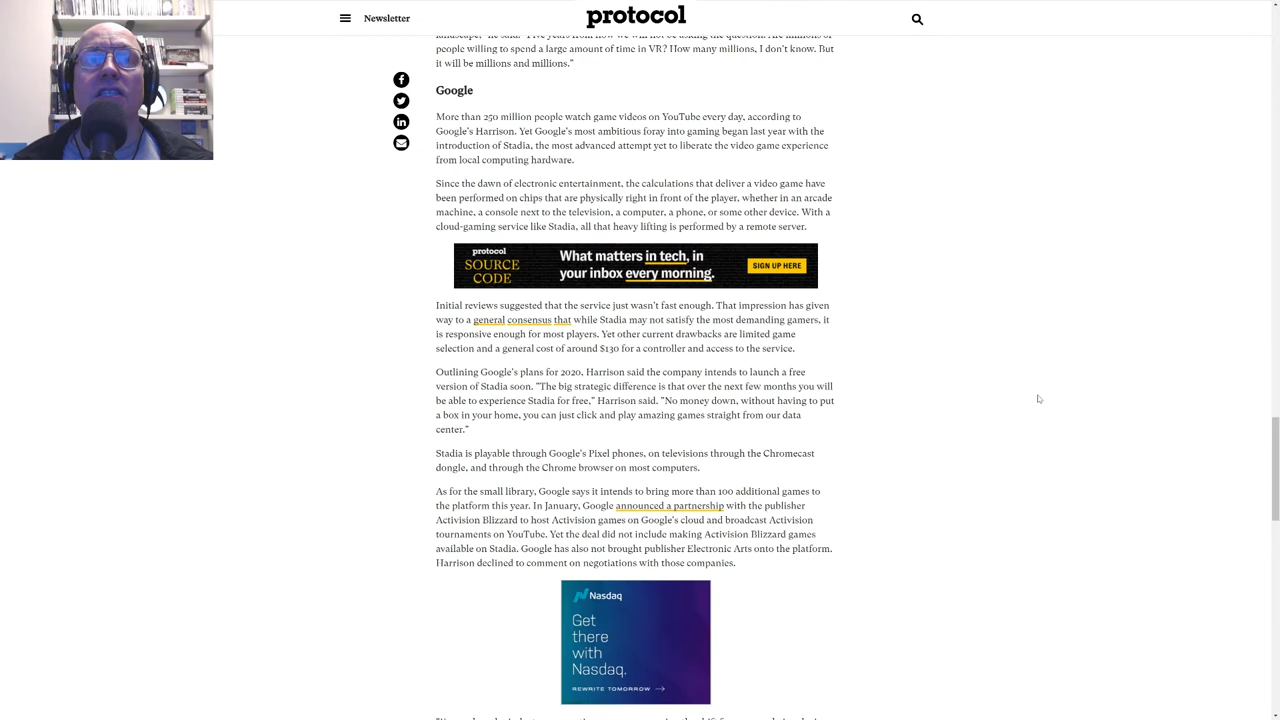 Newsletter
protocol
landscape," he said. "Five years from now we will not be asking the question: Are millions of
people willing to spend a large amount of time in VR? How many millions, I don't know. But
it will be millions and millions."
Google
More than 250 million people watch game videos on YouTube every day, according to
Google's Harrison. Yet Google's most ambitious foray into gaming began last year with the
introduction of Stadia, the most advanced attempt yet to liberate the video game experience
from local computing hardware.
Since the dawn of electronic entertainment, the calculations that deliver a video game have
been performed on chips that are physically right in front of the player, whether in an arcade
machine, a console next to the television, a computer, a phone, or some other device. With a
cloud-gaming service like Stadia, all that heavy lifting is performed by a remote server.
protocol
SOURCE
CODE
What matters in tech, in
your inbox every morning.
SIGN UP HERE
Initial reviews suggested that the service just wasn't fast enough. That impression has given
way to a general consensus that while Stadia may not satisfy the most demanding gamers, it
is responsive enough for most players. Yet other current drawbacks are limited game
selection and a general cost of around $130 for a controller and access to the service.
Outlining Google's plans for 2020, Harrison said the company intends to launch a free
version of Stadia soon. "The big strategic difference is that over the next few months you will
be able to experience Stadia for free," Harrison said. "No money down, without having to put
a box in your home, you can just click and play amazing games straight from our data
center."
Stadia is playable through Google's Pixel phones, on televisions through the Chromecast
dongle, and through the Chrome browser on most computers.
As for the small library, Google says it intends to bring more than 100 additional games to
the platform this year. In January, Google announced a partnership with the publisher
Activision Blizzard to host Activision games on Google's cloud and broadcast Activision
tournaments on YouTube. Yet the deal did not include making Activision Blizzard games
available on Stadia. Google has also not brought publisher Electronic Arts onto the platform.
Harrison declined to comment on negotiations with those companies.
Nasdaq
Get
there
with
Nasdaq.
REWRITE TOMORROW